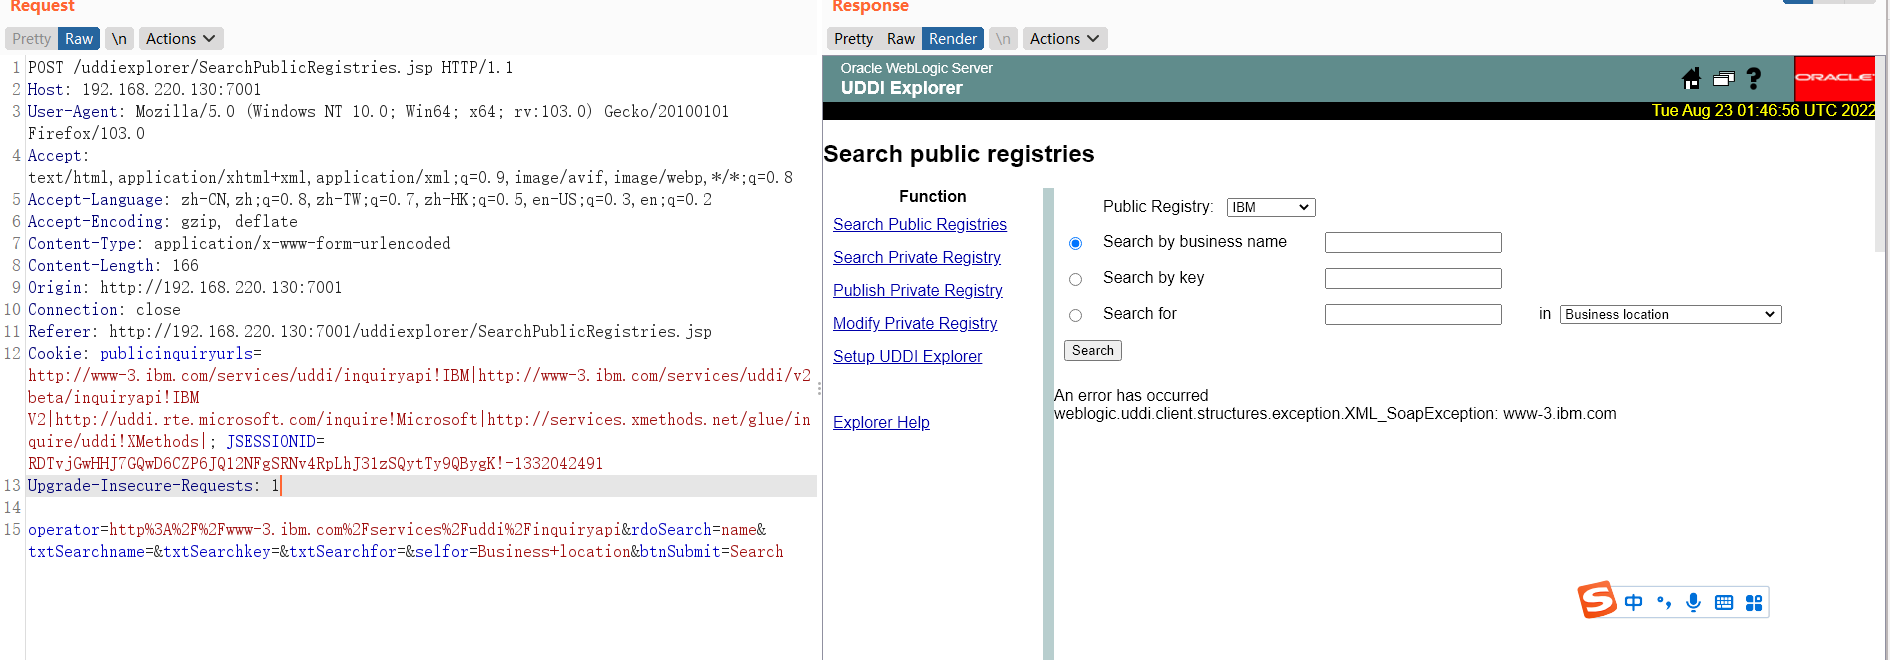 Request
Pretty Raw \n Actions
1 POST /uddiexplorer/SearchPublicRegistries.jsp HTTP/1.1
2 Host: 192.168.220.130:7001
3 User-Agent: Mozilla/5.0 (Windows NT 10.0; Win64; x64; rv:103.0) Gecko/20100101
Firefox/103.0
4 Accept:
text/html,application/xhtml+xml,application/xml;q=0.9,image/avif,image/webp,*/*;q=0.8
5 Accept-Language: zh-CN,zh;q=0.8,zh-TW;q=0.7,zh-HK;q=0.5,en-US;q=0.3,en;q=0.2
6 Accept-Encoding: gzip, deflate
7 Content-Type: application/x-www-form-urlencoded
8 Content-Length: 166
9 Origin: http://192.168.220.130:7001
10 Connection: close
11 Referer: http://192.168.220.130:7001/uddiexplorer/SearchPublicRegistries.jsp
12 Cookie: publicinquiryurls=
http://www-3.ibm.com/services/uddi/inquiryapi!IBM|http://www-3.ibm.com/services/uddi/v2
beta/inquiryapi!IBM
V2|http://uddi.rte.microsoft.com/inquire!Microsoft|http://services.xmethods.net/glue/in
quire/uddi!XMethods|; JSESSIONID=
RDTvjGwHHJ7GQwD6CZP6JQ12NFgSRNv4RpLhJ31zSQytTy9QBygK!-1332042491
13 Upgrade-Insecure-Requests: 1
14
15 operator=http%3A%2F%2Fwww-3.ibm.com%2Fservices%2Fuddi%2Finquiryapi&rdoSearch=name&
txtSearchname=&txtSearchkey=&txtSearchfor=&selfor=Business+location&btnSubmit=Search
Response
Pretty Raw Render \n Actions
Oracle WebLogic Server
UDDI Explorer
?
ORACLE
Tue Aug 23 01:46:56 UTC 2022
Search public registries
Function
Search Public Registries
Search Private Registry
Publish Private Registry
Modify Private Registry
Setup UDDI Explorer
Explorer Help
Public Registry: IBM
Search by business name
Search by key
Search for in Business location
Search
An error has occurred
weblogic.uddi.client.structures.exception.XML_SoapException: www-3.ibm.com
S 中